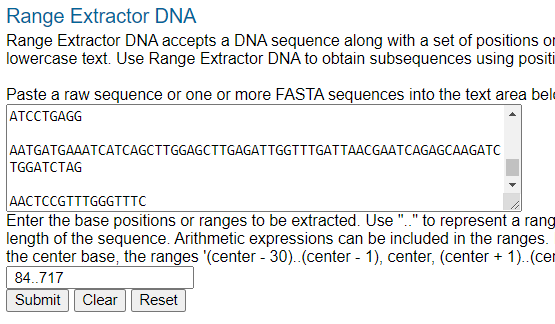 Range Extractor DNA
Range Extractor DNA accepts a DNA sequence along with a set of positions or
lowercase text. Use Range Extractor DNA to obtain subsequences using positi
Paste a raw sequence or one or more FASTA sequences into the text area belo
ATCCTGAGG
AATGATGAAATCATCAGCTTGGAGCTTGAGATTGGTTTGATTAACGAATCAGAGCAAGATC
TGGATCTAG
AACTCCGTTTGGGTTTC
Enter the base positions or ranges to be extracted. Use ".." to represent a rang
length of the sequence. Arithmetic expressions can be included in the ranges.
the center base, the ranges '(center - 30)..(center - 1), center, (center + 1)..(cen
84..717
Submit Clear Reset